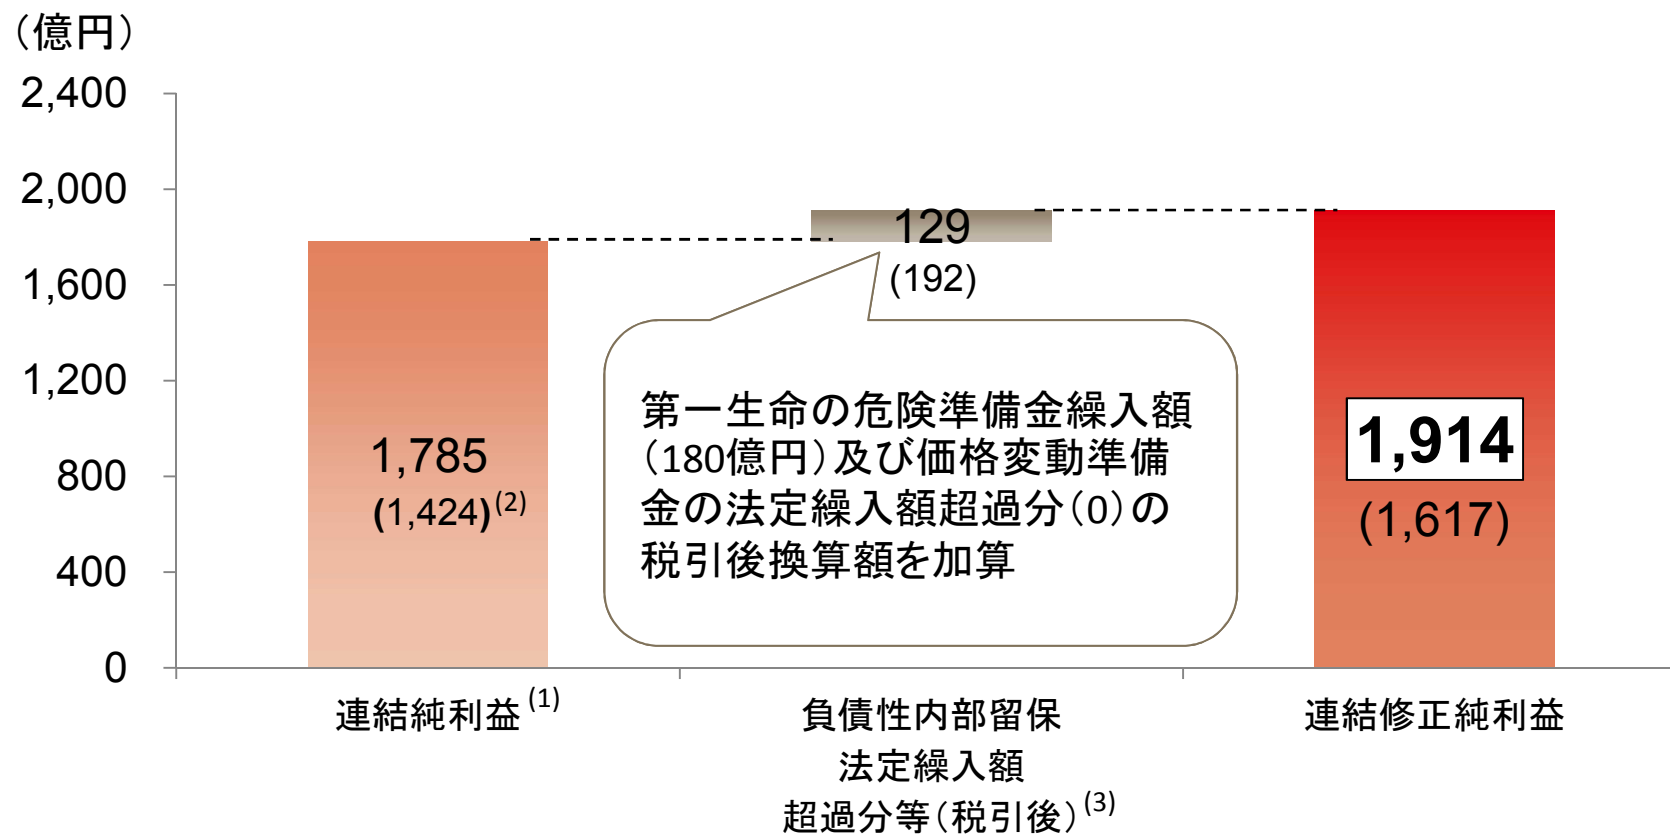 （億円）
2,400
2,000
1,600
1,200
800
400
0
1,785
(1,424)(2)
129
(192)
第一生命の危険準備金繰入額
（180億円）及び価格変動準備
金の法定繰入額超過分（0）の
税引後換算額を加算
1,914
(1,617)
連結純利益(1)
負債性内部留保
法定繰入額
超過分等（税引後）(3)
連結修正純利益